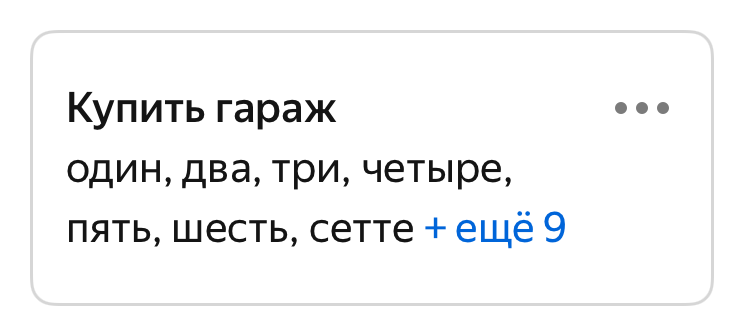 Купить гараж
один, два, три, четыре,
пять, шесть, сетте + ещё 9